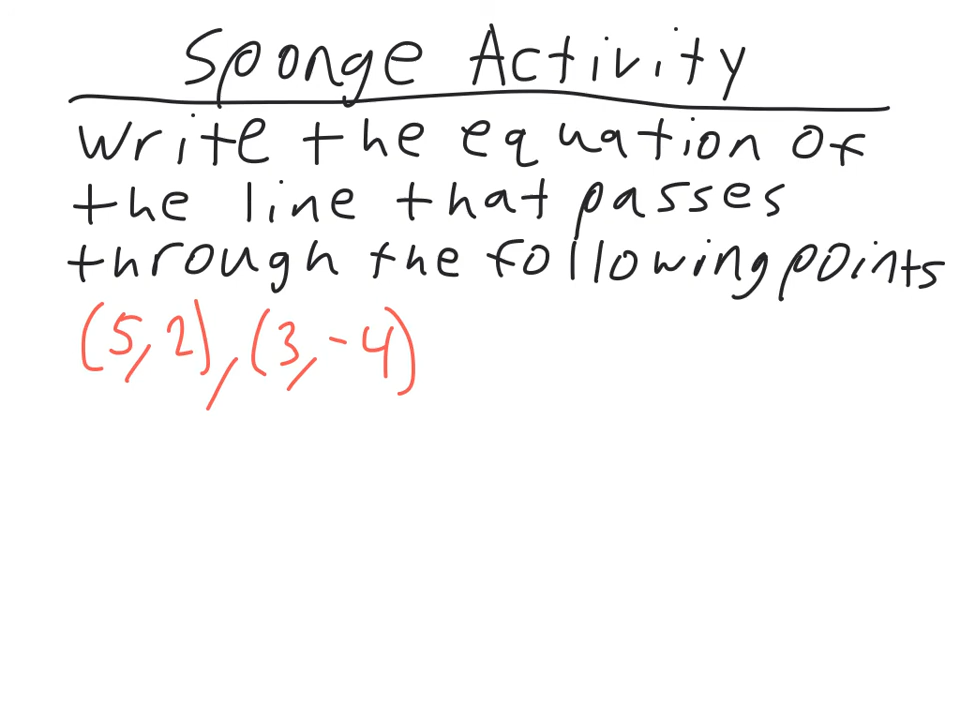 Sponge Activity
Write the equation of
the line that passes
through the following points
(5, 2), (3, -4)